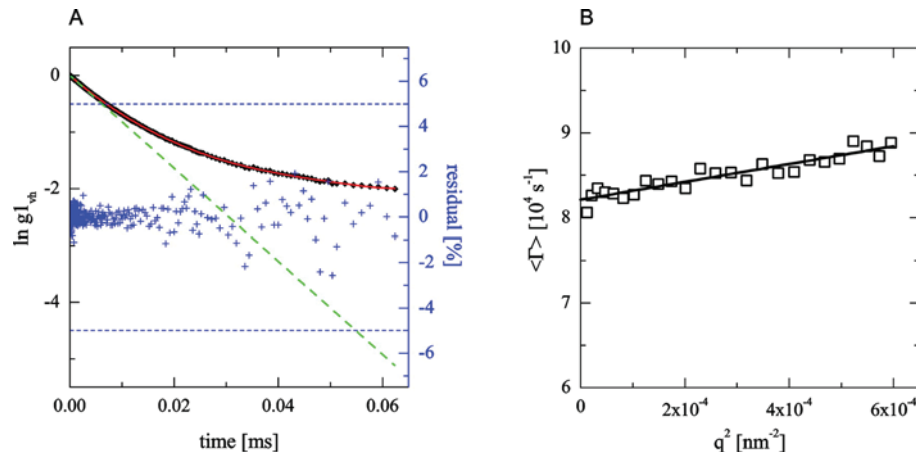 A
0
-2
-4
ln g1vh
0.00
0.02
0.04
0.06
time [ms]
6
4
2
0
-2
-4
-6
residual [%]
B
10
9
8
7
6
<Γ> [10⁴ s⁻¹]
0
2x10⁻⁴
4x10⁻⁴
6x10⁻⁴
q² [nm⁻²]